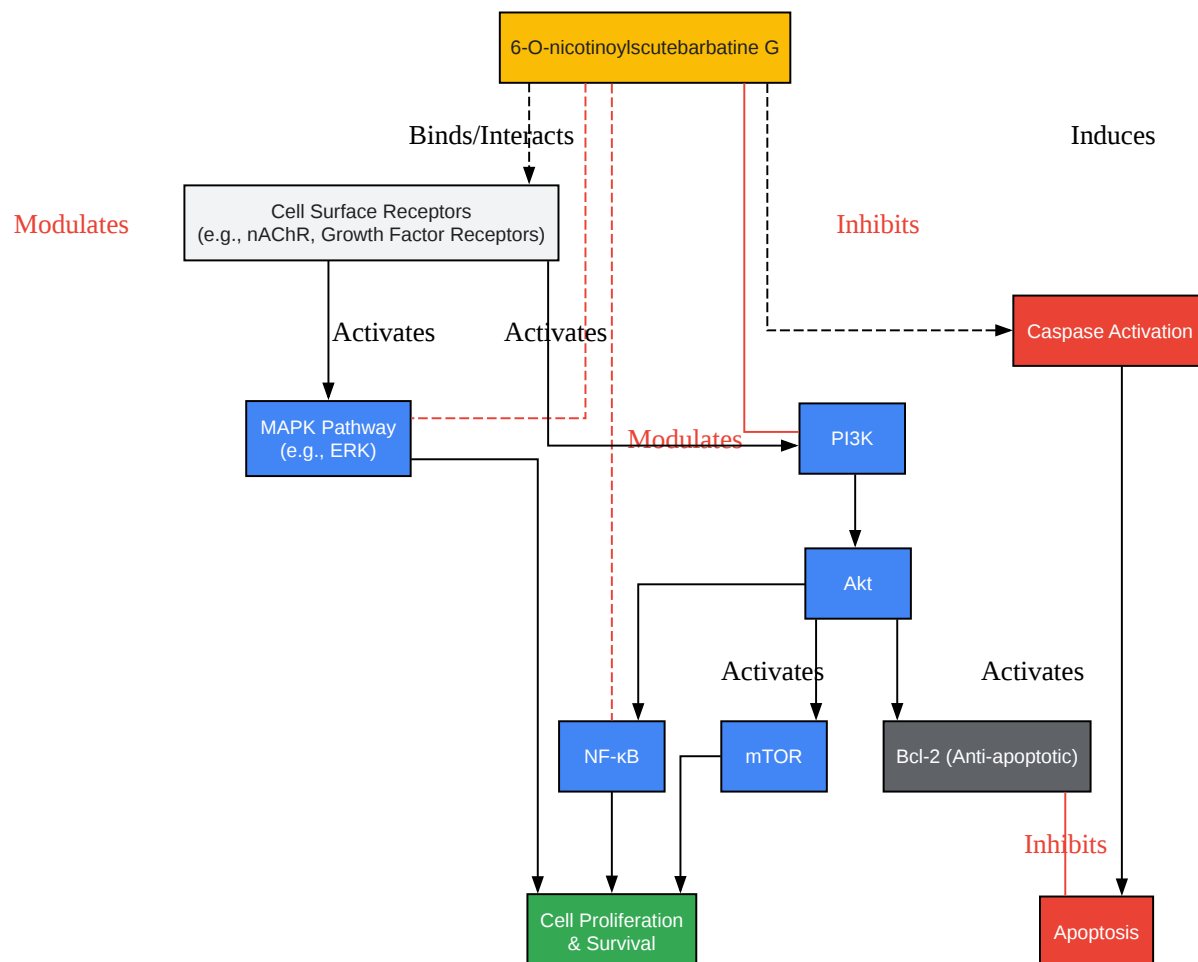 6-O-nicotinoylscutebarbatine G
Binds/Interacts
Induces
Cell Surface Receptors
(e.g., nAChR, Growth Factor Receptors)
Modulates
Inhibits
Activates
Activates
Caspase Activation
MAPK Pathway
(e.g., ERK)
Modulates
PI3K
Akt
Activates
Activates
NF-κB
mTOR
Bcl-2 (Anti-apoptotic)
Inhibits
Cell Proliferation
& Survival
Apoptosis